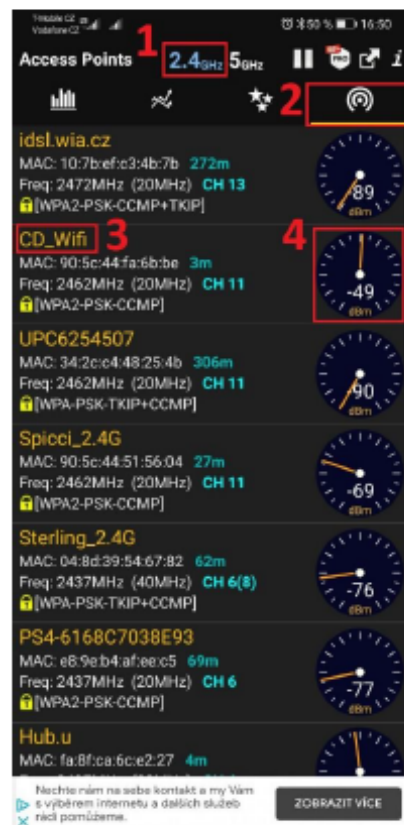 T-Mobile CZ
Vodafone CZ
50 % 16:50
1
Access Points 2.4GHz 5GHz PRO i
2
idsl.wia.cz
MAC: 10:7b:ef:c3:4b:7b 272m
Freq: 2472MHz (20MHz) CH 13
[WPA2-PSK-CCMP+TKIP]
-89
dBm
CD_Wifi 3
4
MAC: 90:5c:44:fa:6b:be 3m
Freq: 2462MHz (20MHz) CH 11
[WPA2-PSK-CCMP]
-49
dBm
UPC6254507
MAC: 34:2c:c4:48:25:4b 306m
Freq: 2462MHz (20MHz) CH 11
[WPA-PSK-TKIP+CCMP]
-90
dBm
Spicci_2.4G
MAC: 90:5c:44:51:56:04 27m
Freq: 2462MHz (20MHz) CH 11
[WPA2-PSK-CCMP]
-69
dBm
Sterling_2.4G
MAC: 04:8d:39:54:67:82 62m
Freq: 2437MHz (40MHz) CH 6(8)
[WPA-PSK-TKIP+CCMP]
-76
dBm
PS4-6168C7038E93
MAC: e8:9e:b4:af:ee:c5 69m
Freq: 2437MHz (20MHz) CH 6
[WPA2-PSK-CCMP]
-77
dBm
Hub.u
MAC: fa:8f:ca:6c:e2:27 4m
Nechte nám na sebe kontakt a my Vám
s výběrem internetu a dalších služeb
rádi pomůžeme.
ZOBRAZIT VÍCE